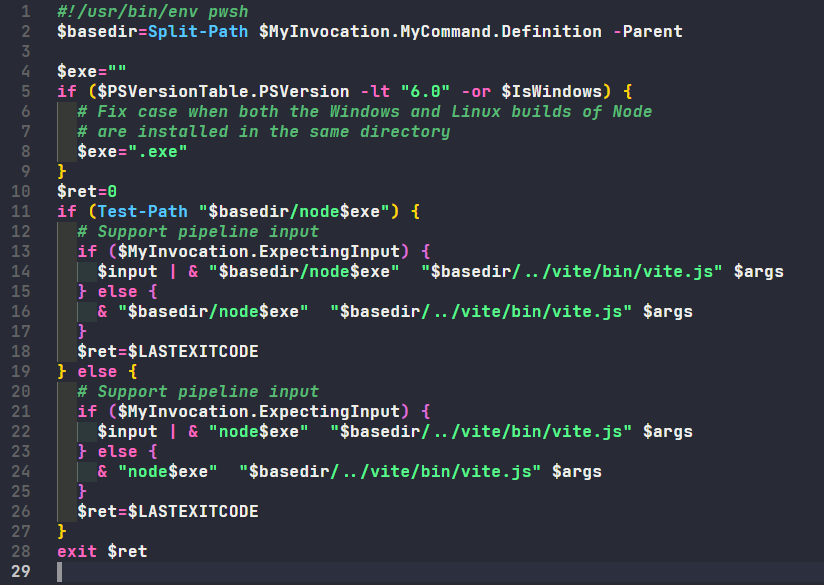 1 #!/usr/bin/env pwsh
2 $basedir=Split-Path $MyInvocation.MyCommand.Definition -Parent
3
4 $exe=""
5 if ($PSVersionTable.PSVersion -lt "6.0" -or $IsWindows) {
6   # Fix case when both the Windows and Linux builds of Node
7   # are installed in the same directory
8   $exe=".exe"
9 }
10 $ret=0
11 if (Test-Path "$basedir/node$exe") {
12   # Support pipeline input
13   if ($MyInvocation.ExpectingInput) {
14     $input | & "$basedir/node$exe"  "$basedir/../vite/bin/vite.js" $args
15   } else {
16     & "$basedir/node$exe"  "$basedir/../vite/bin/vite.js" $args
17   }
18   $ret=$LASTEXITCODE
19 } else {
20   # Support pipeline input
21   if ($MyInvocation.ExpectingInput) {
22     $input | & "node$exe"  "$basedir/../vite/bin/vite.js" $args
23   } else {
24     & "node$exe"  "$basedir/../vite/bin/vite.js" $args
25   }
26   $ret=$LASTEXITCODE
27 }
28 exit $ret
29